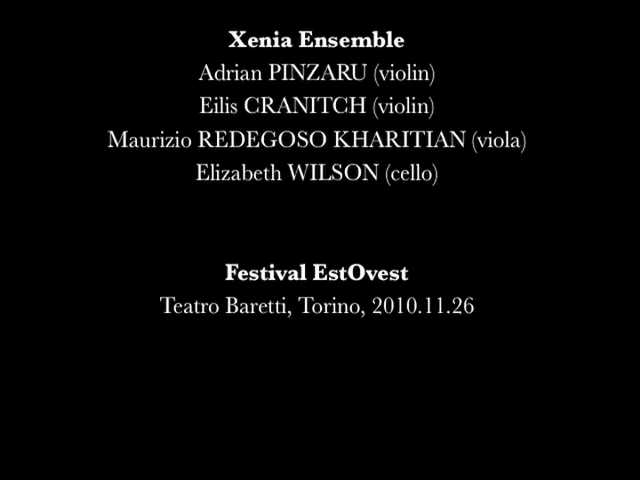 Xenia Ensemble
Adrian PINZARU (violin)
Eilis CRANITCH (violin)
Maurizio REDEGOSO KHARITIAN (viola)
Elizabeth WILSON (cello)
Festival EstOvest
Teatro Baretti, Torino, 2010.11.26